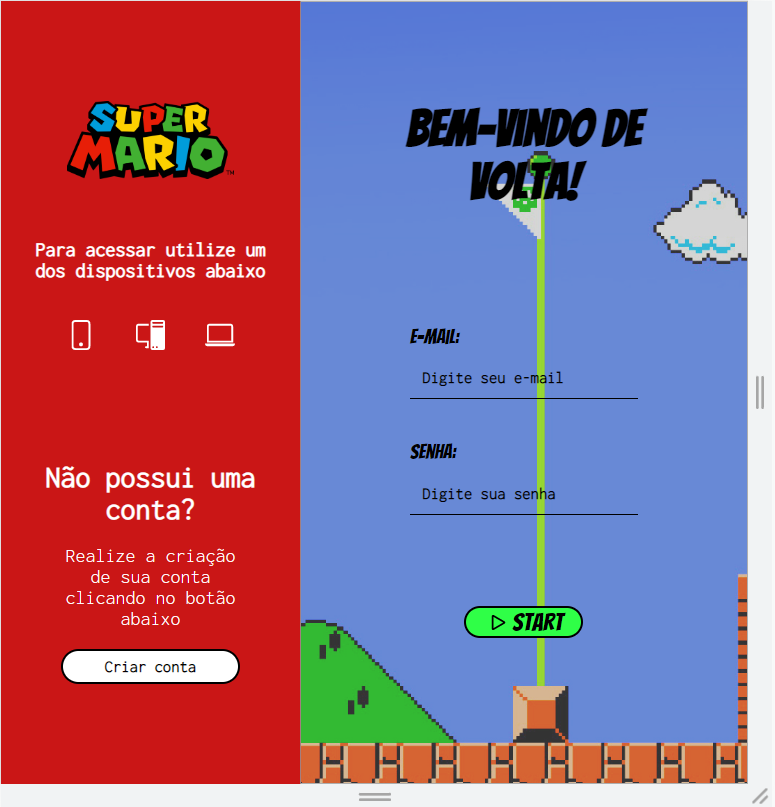 SUPER
MARIO
TM
Para acessar utilize um
dos dispositivos abaixo
Não possui uma
conta?
Realize a criação
de sua conta
clicando no botão
abaixo
Criar conta
BEM-VINDO DE
VOLTA!
E-MAIL:
Digite seu e-mail
SENHA:
Digite sua senha
START